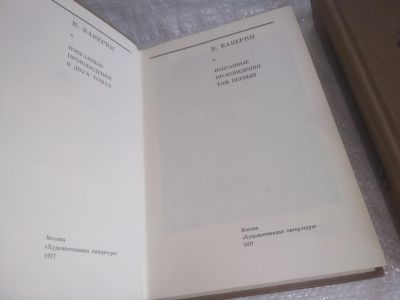 В. КАВЕРИН
ИЗБРАННЫЕ
ПРОИЗВЕДЕНИЯ
В ДВУХ ТОМАХ
Москва
«Художественная литература»
1977
В. КАВЕРИН
ИЗБРАННЫЕ
ПРОИЗВЕДЕНИЯ
ТОМ ПЕРВЫЙ
Москва
«Художественная литература»
1977